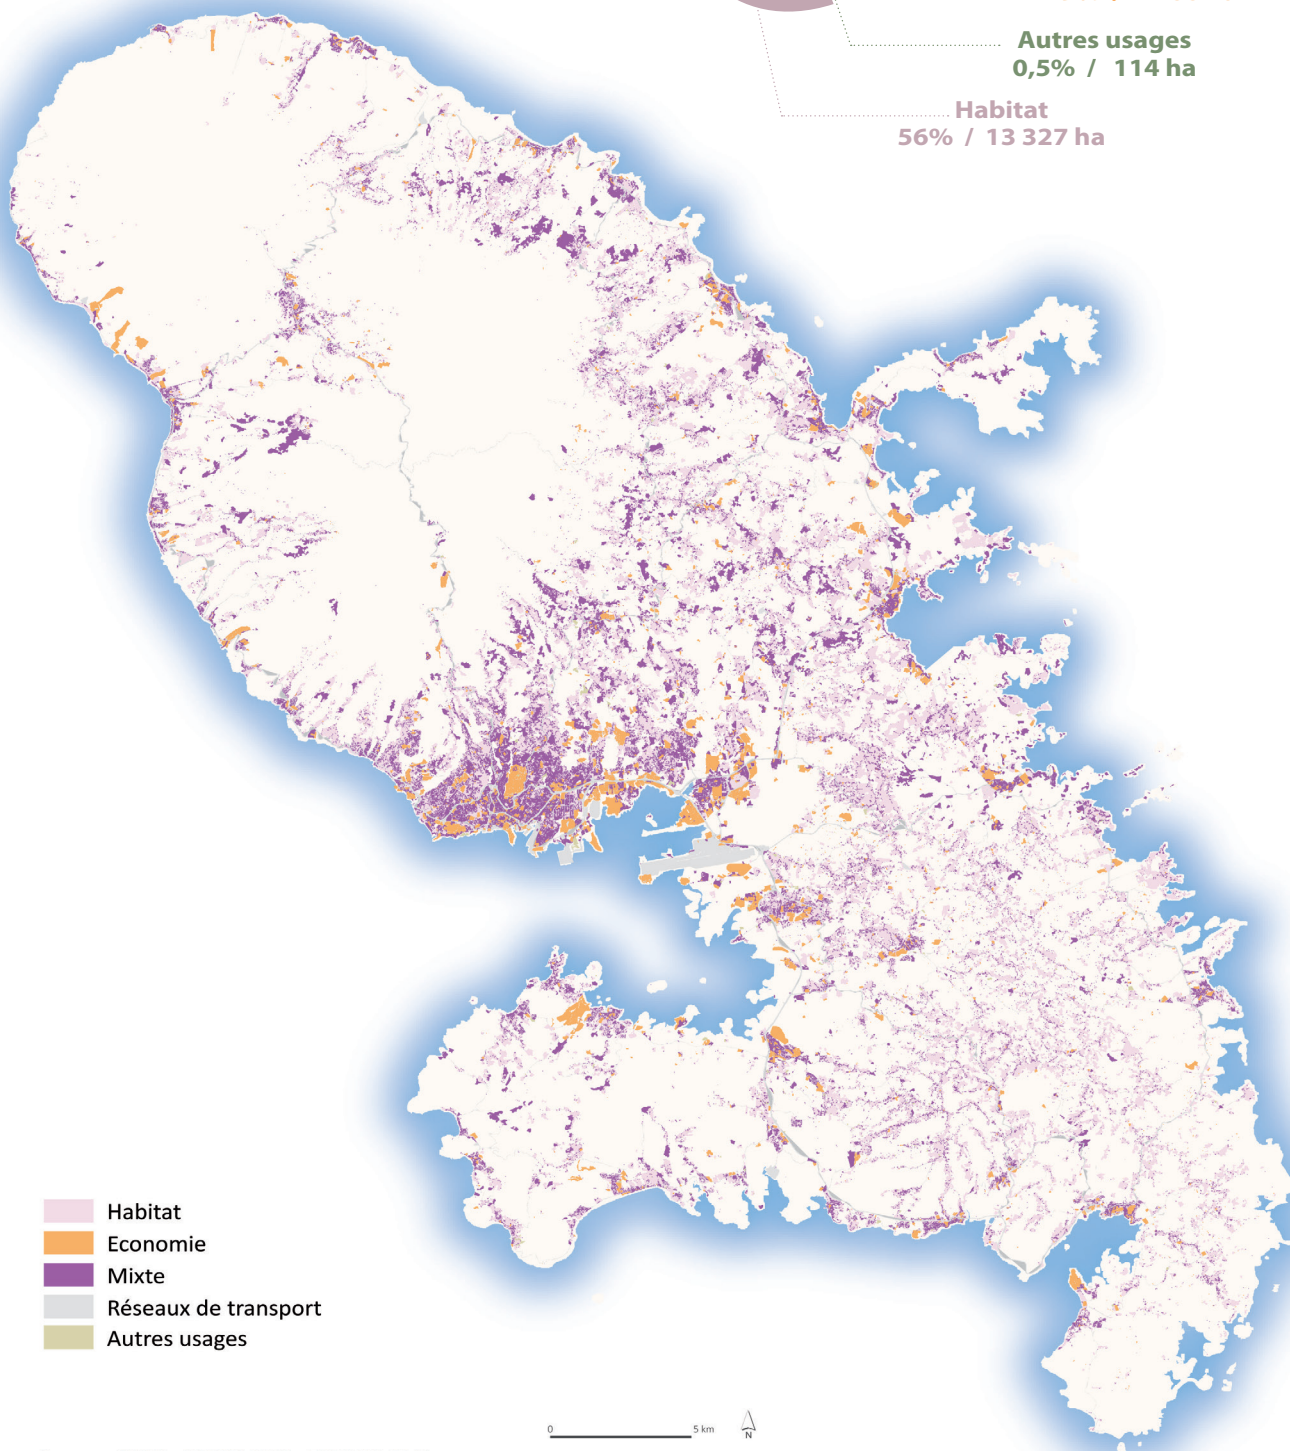 Autres usages
0,5% / 114 ha
Habitat
56% / 13 327 ha
Habitat
Economie
Mixte
Réseaux de transport
Autres usages
0 5 km
N